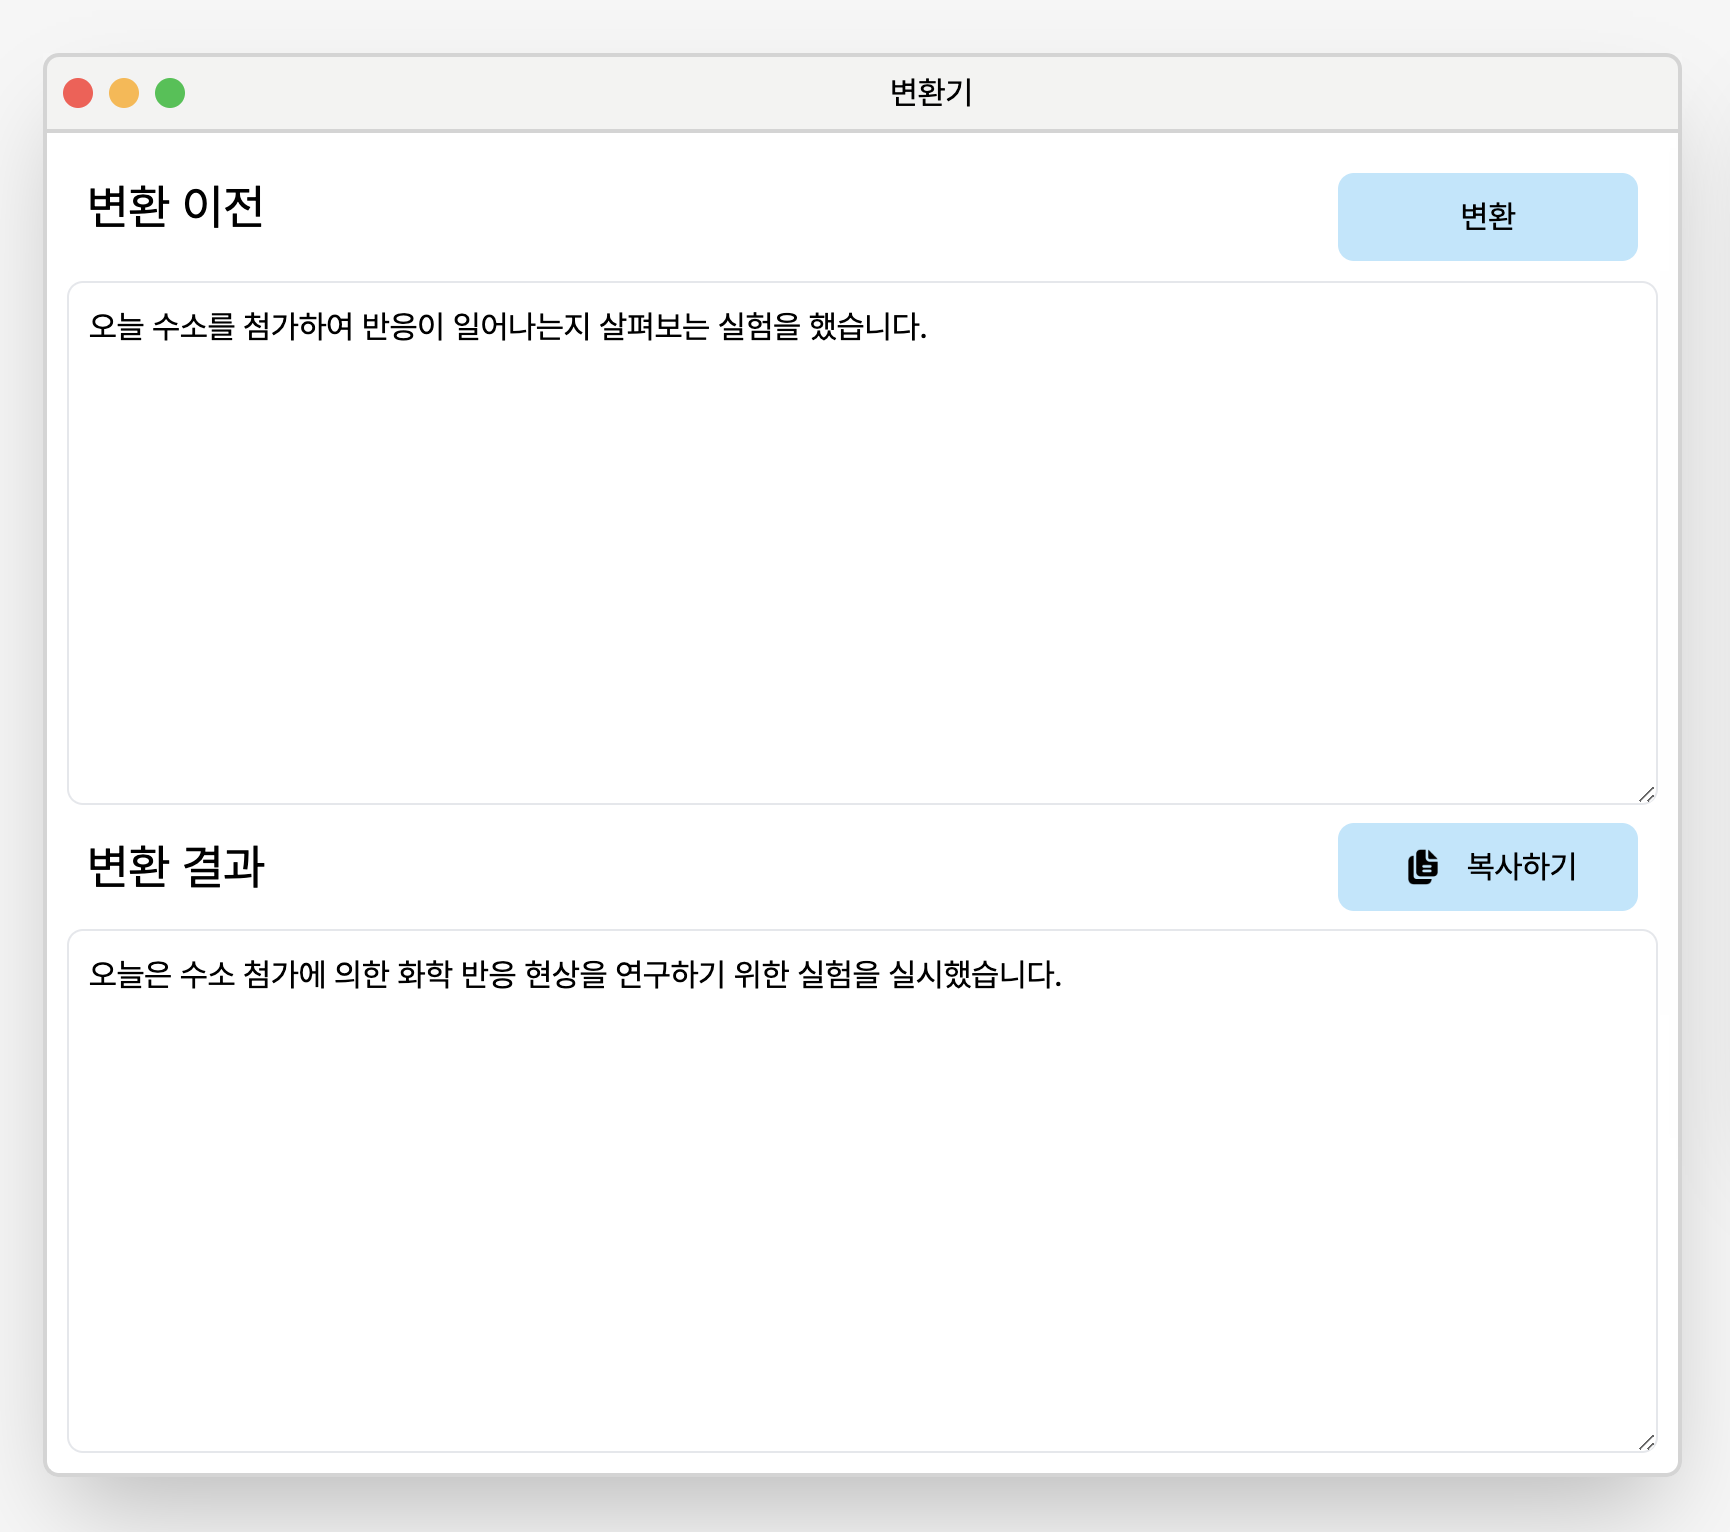 변환기
변환 이전
변환
오늘 수소를 첨가하여 반응이 일어나는지 살펴보는 실험을 했습니다.
변환 결과
복사하기
오늘은 수소 첨가에 의한 화학 반응 현상을 연구하기 위한 실험을 실시했습니다.